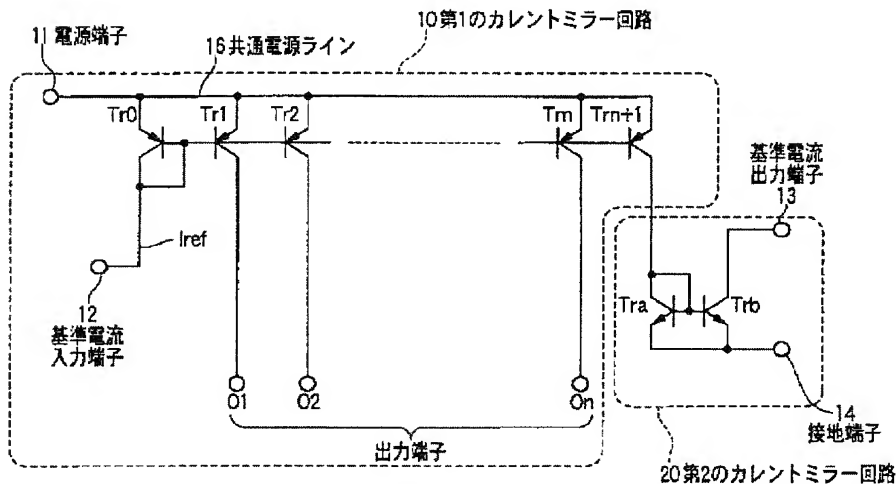 10第1のカレントミラー回路
11電源端子
16共通電源ライン
Tr0
Tr1
Tr2
Trn
Trn+1
基準電流
出力端子
13
Iref
12
基準電流
入力端子
Tra
Trb
O1
O2
On
出力端子
14
接地端子
20第2のカレントミラー回路